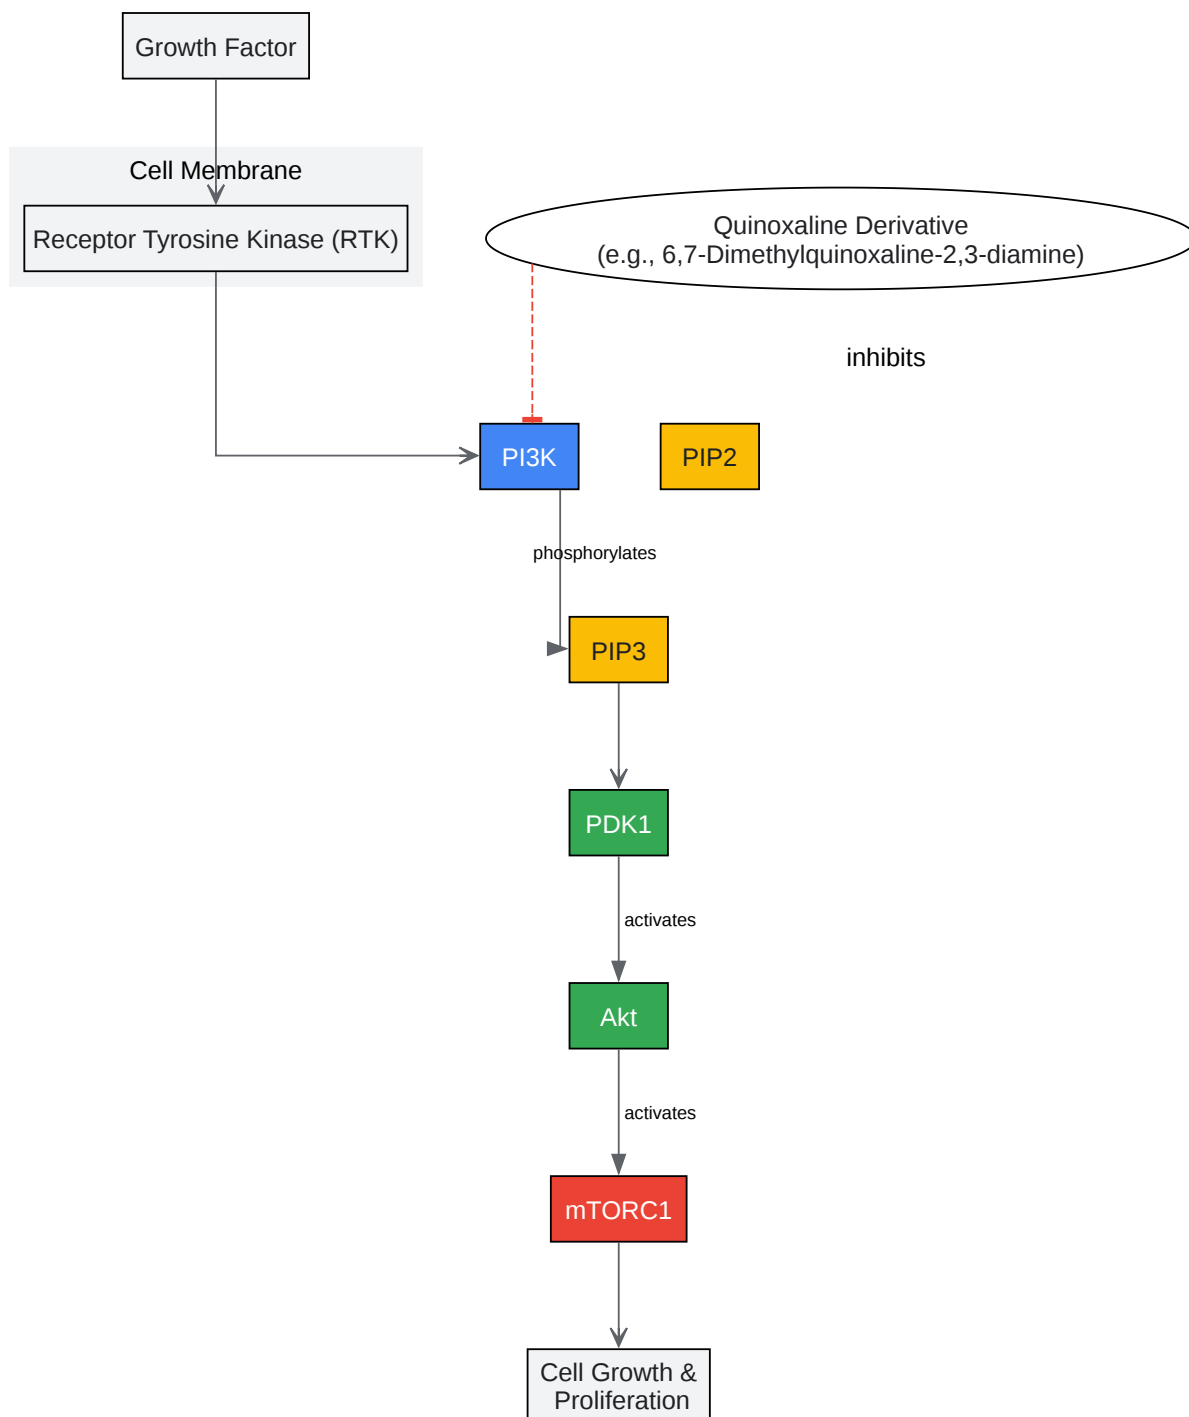 Growth Factor
Cell Membrane
Receptor Tyrosine Kinase (RTK)
Quinoxaline Derivative
(e.g., 6,7-Dimethylquinoxaline-2,3-diamine)
inhibits
PI3K
PIP2
phosphorylates
PIP3
PDK1
activates
Akt
activates
mTORC1
Cell Growth &
Proliferation